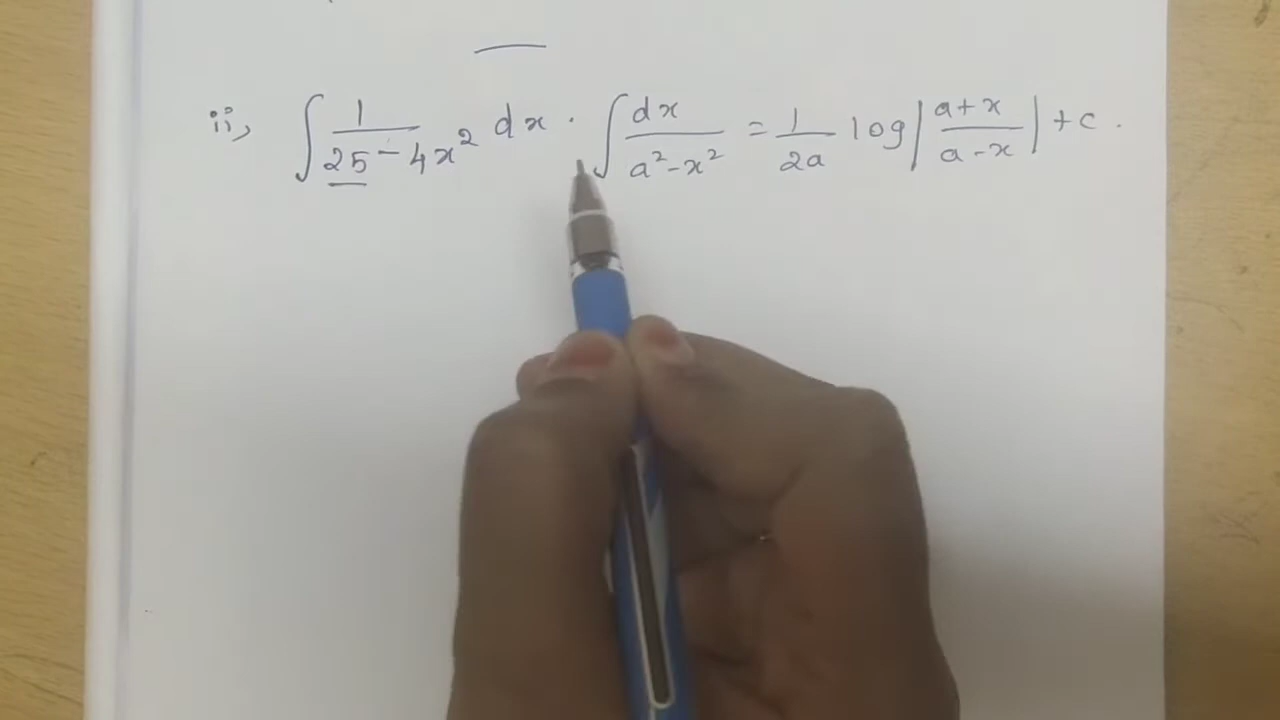 ii, ∫ 1/(25 - 4x²) dx . ∫ dx/(a² - x²) = 1/2a log |(a+x)/(a-x)| + c .